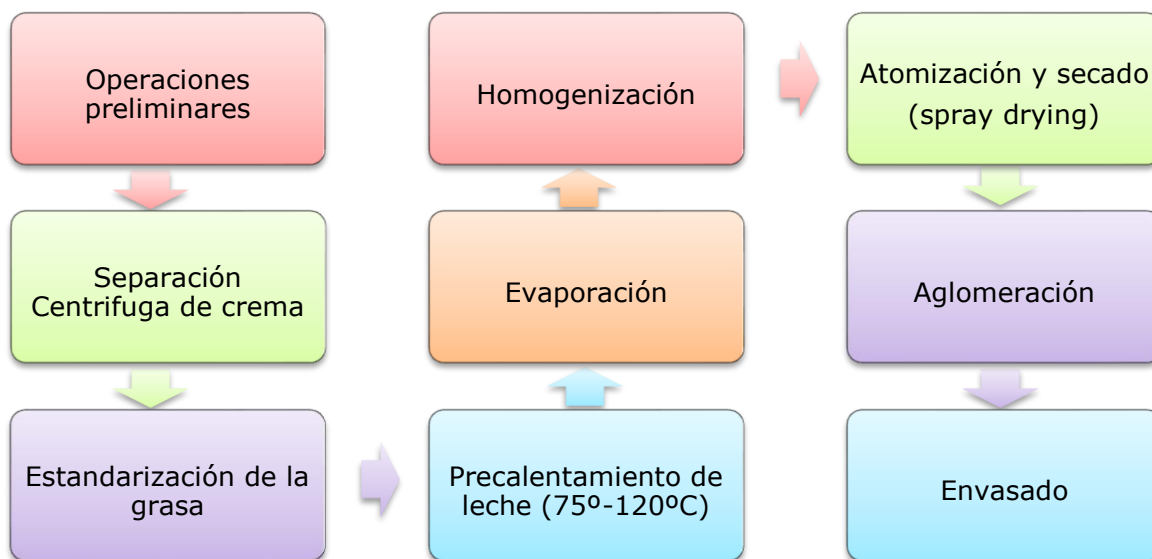 Operaciones
preliminares
Separación
Centrifuga de crema
Estandarización de la
grasa
Precalentamiento de
leche (75º-120ºC)
Evaporación
Homogenización
Atomización y secado
(spray drying)
Aglomeración
Envasado